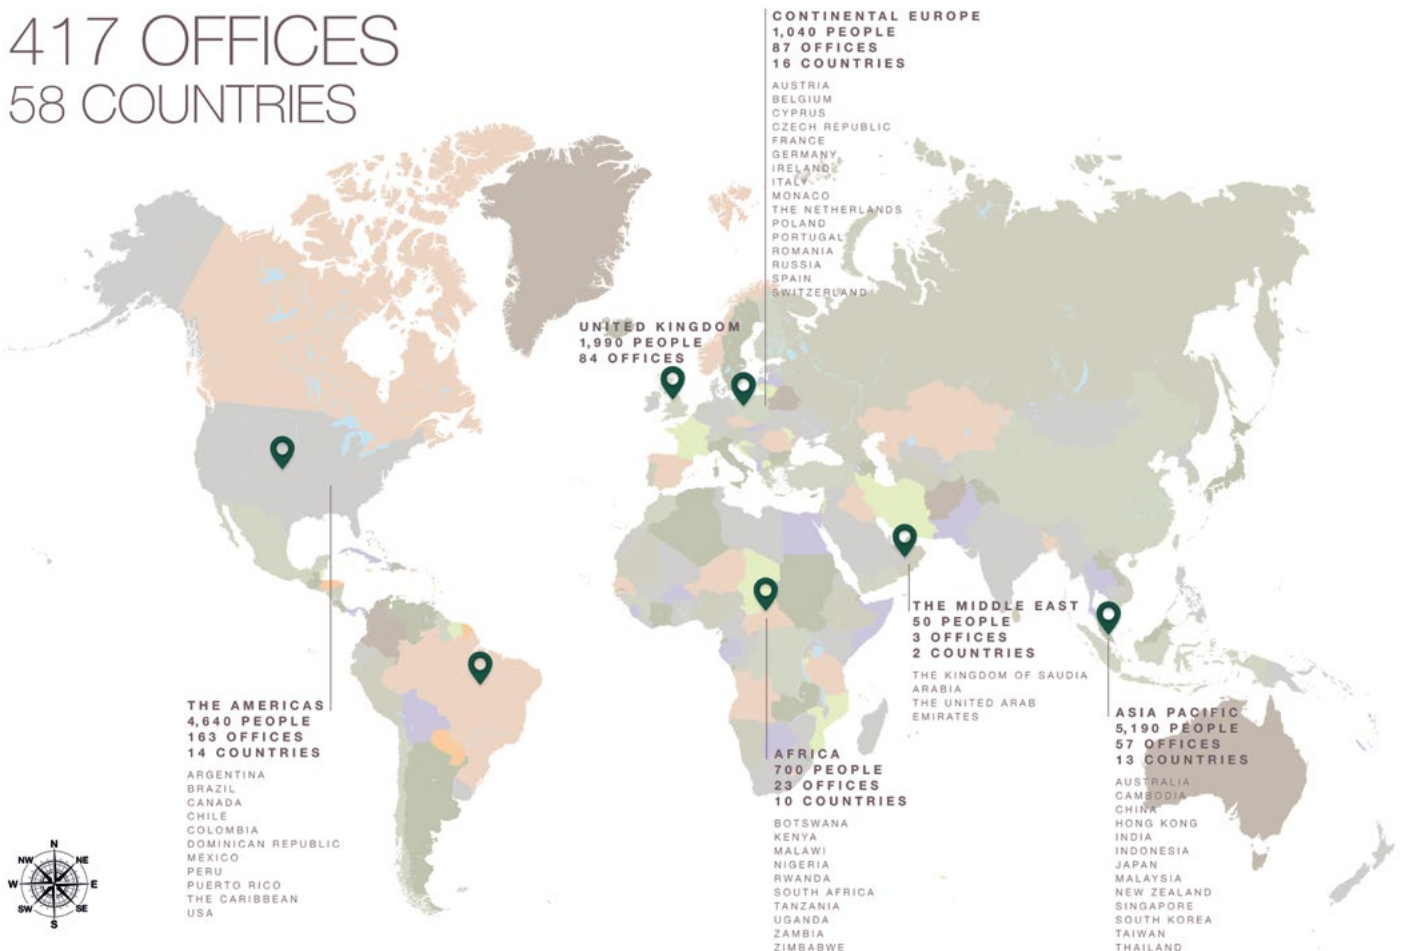 417 OFFICES
58 COUNTRIES
CONTINENTAL EUROPE
1,040 PEOPLE
87 OFFICES
16 COUNTRIES
AUSTRIA
BELGIUM
CYPRUS
CZECH REPUBLIC
FRANCE
GERMANY
IRELAND
ITALY
MONACO
THE NETHERLANDS
POLAND
PORTUGAL
ROMANIA
RUSSIA
SPAIN
SWITZERLAND
UNITED KINGDOM
1,990 PEOPLE
84 OFFICES
THE MIDDLE EAST
50 PEOPLE
3 OFFICES
2 COUNTRIES
THE KINGDOM OF SAUDIA
ARABIA
THE UNITED ARAB
EMIRATES
THE AMERICAS
4,640 PEOPLE
163 OFFICES
14 COUNTRIES
ARGENTINA
BRAZIL
CANADA
CHILE
COLOMBIA
DOMINICAN REPUBLIC
MEXICO
PERU
PUERTO RICO
THE CARIBBEAN
USA
AFRICA
700 PEOPLE
23 OFFICES
10 COUNTRIES
BOTSWANA
KENYA
MALAWI
NIGERIA
RWANDA
SOUTH AFRICA
TANZANIA
UGANDA
ZAMBIA
ZIMBABWE
ASIA PACIFIC
5,190 PEOPLE
57 OFFICES
13 COUNTRIES
AUSTRALIA
CAMBODIA
CHINA
HONG KONG
INDIA
INDONESIA
JAPAN
MALAYSIA
NEW ZEALAND
SINGAPORE
SOUTH KOREA
TAIWAN
THAILAND
N
NW NE
W E
SW SE
S